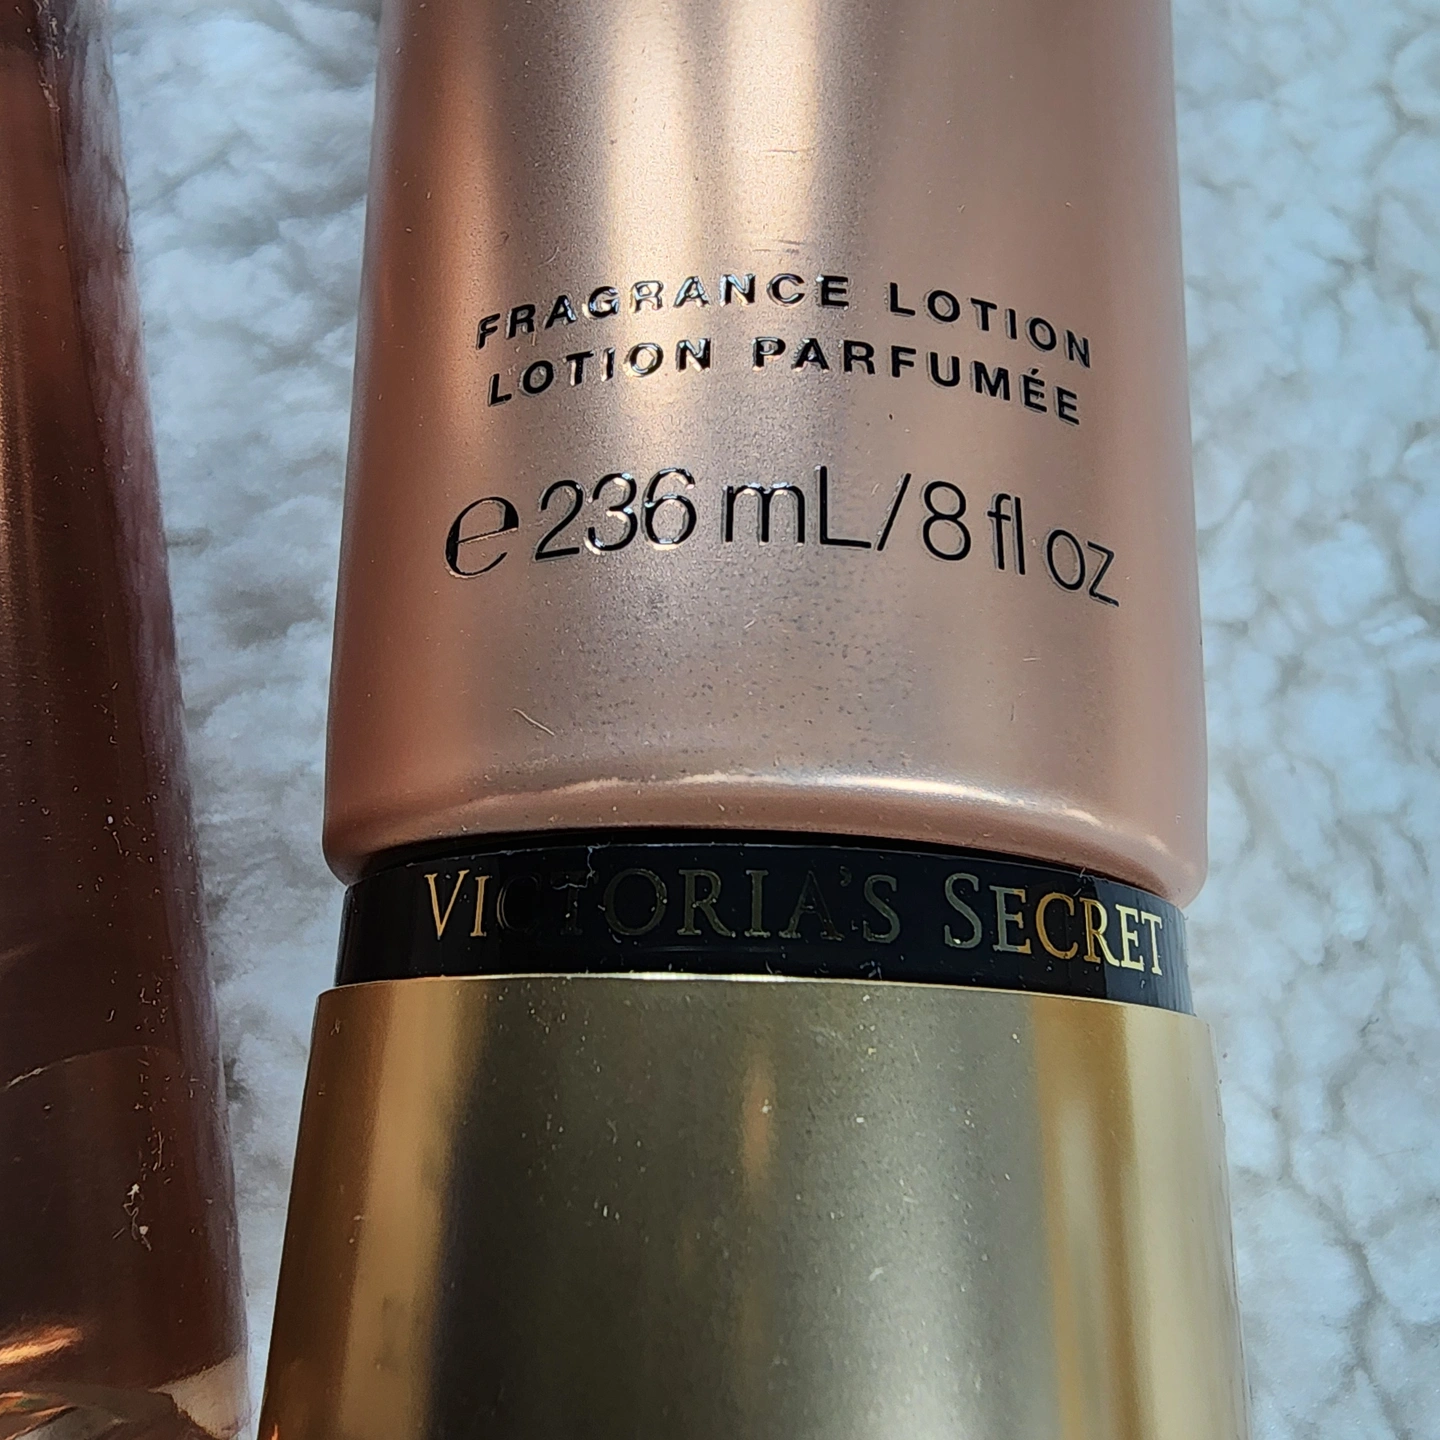 FRAGRANCE LOTION
LOTION PARFUMÉE
℮ 236 mL/8 fl oz
VICTORIA'S SECRET